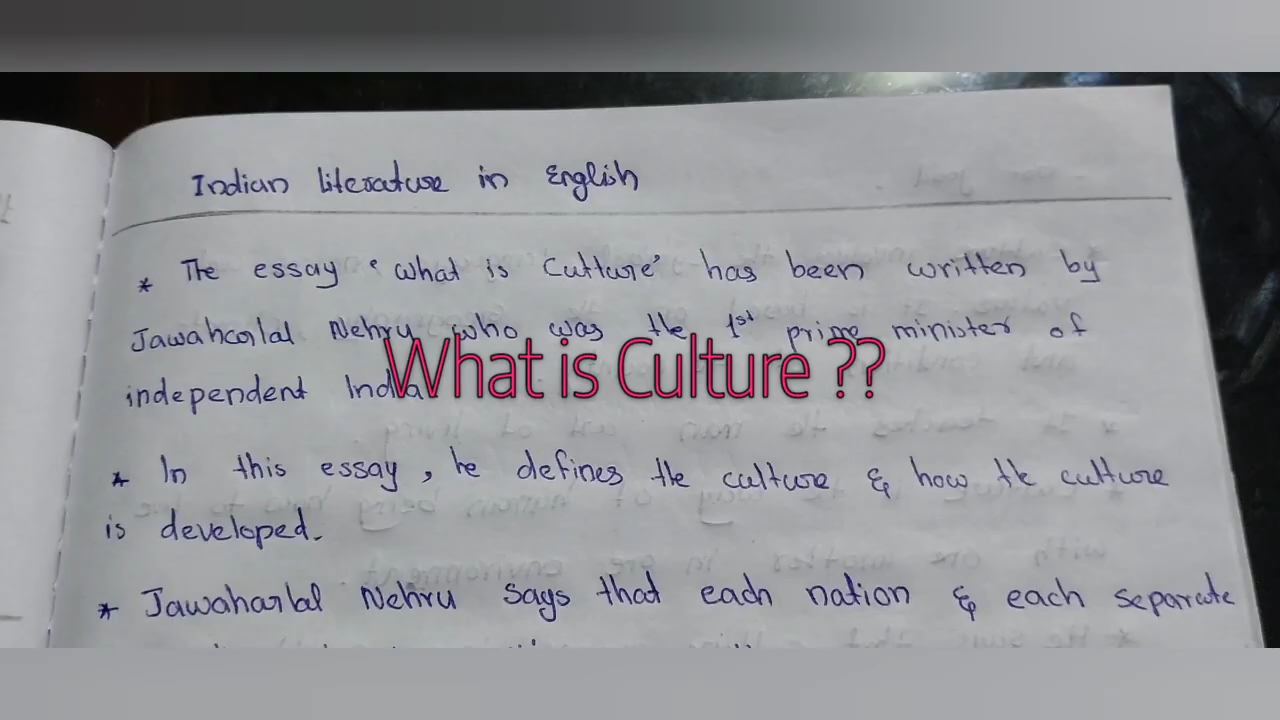 Indian literature in English
* The essay 'what is Culture' has been written by
Jawaharlal Nehru who was the 1st prime minister of
independent India
What is Culture ??
* In this essay, he defines the culture & how the culture
is developed.
* Jawaharlal Nehru says that each nation & each separate